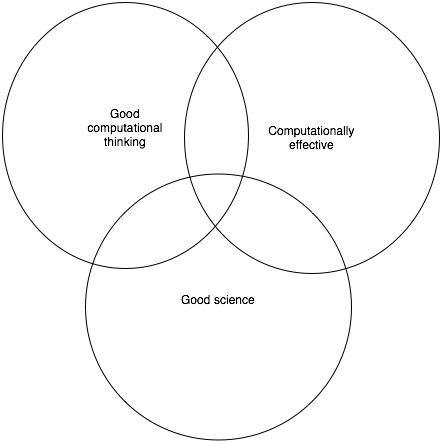 Good
computational
thinking
Computationally
effective
Good science